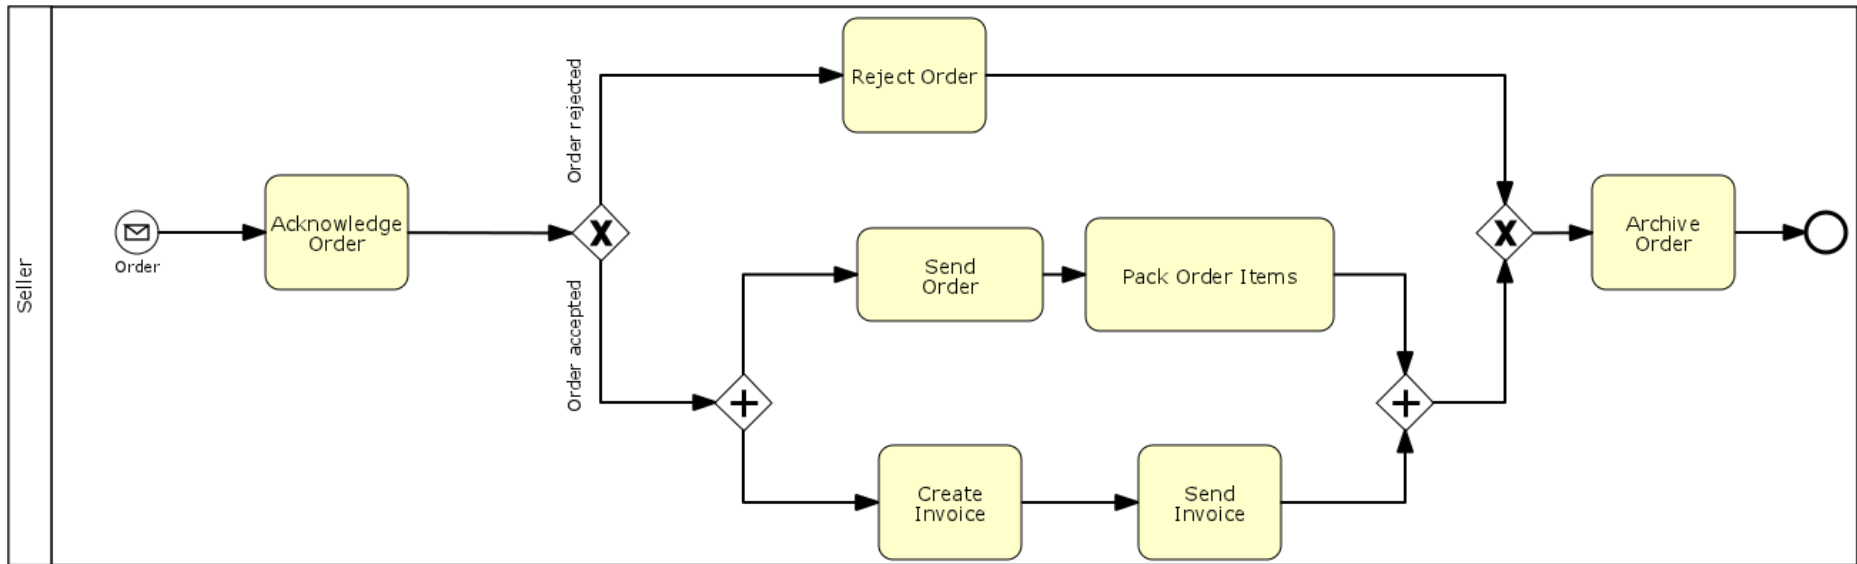 Seller
Order
Acknowledge
Order
Order rejected
Order accepted
Reject Order
Send
Order
Pack Order Items
Create
Invoice
Send
Invoice
Archive
Order